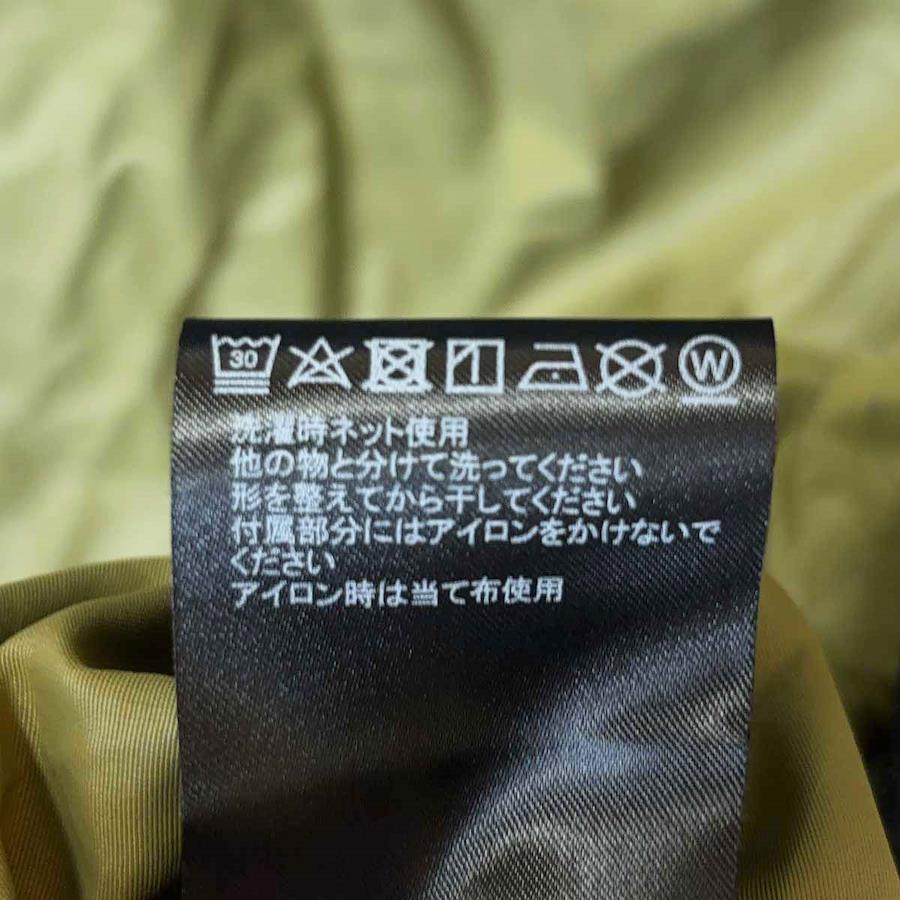 30 W
洗濯時ネット使用
他の物と分けて洗ってください
形を整えてから干してください
付属部分にはアイロンをかけないで
ください
アイロン時は当て布使用